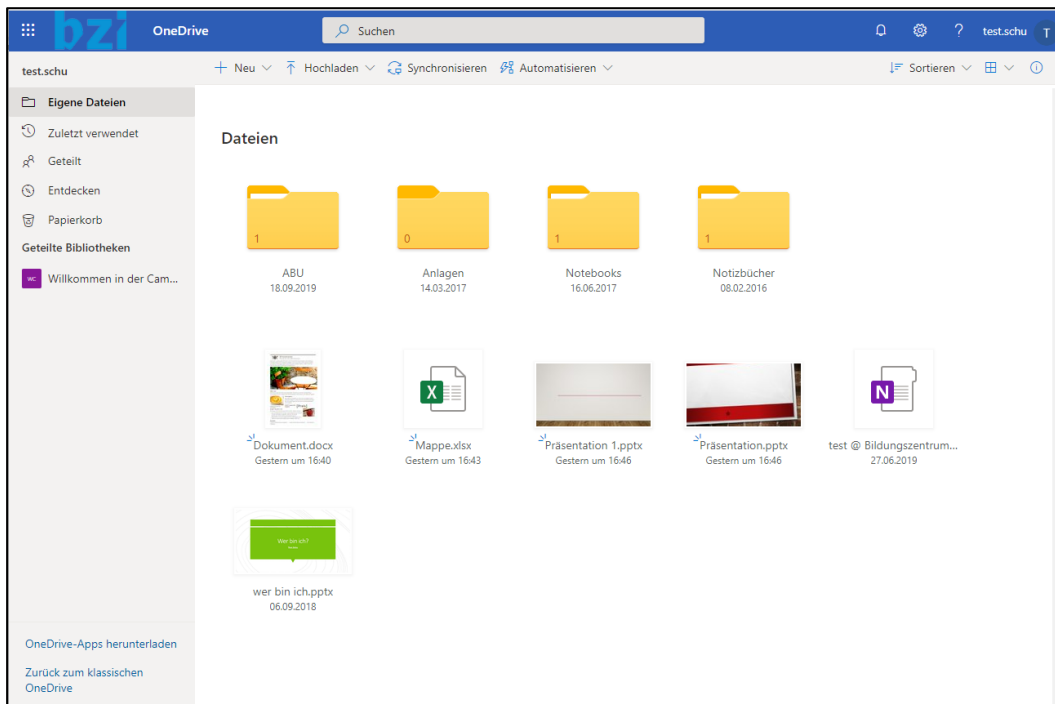 bzi OneDrive Suchen ? test.schu T
test.schu
Neu Hochladen Synchronisieren Automatisieren Sortieren
Eigene Dateien
Zuletzt verwendet
Geteilt
Entdecken
Papierkorb
Geteilte Bibliotheken
WC Willkommen in der Cam...
OneDrive-Apps herunterladen
Zurück zum klassischen
OneDrive
Dateien
1 0 1 1
ABU Anlagen Notebooks Notizbücher
18.09.2019 14.03.2017 16.06.2017 08.02.2016
X N
Dokument.docx Mappe.xlsx Präsentation 1.pptx Präsentation.pptx test @ Bildungszentrum...
Gestern um 16:40 Gestern um 16:43 Gestern um 16:46 Gestern um 16:46 27.06.2019
Wer bin ich?
wer bin ich.pptx
06.09.2018